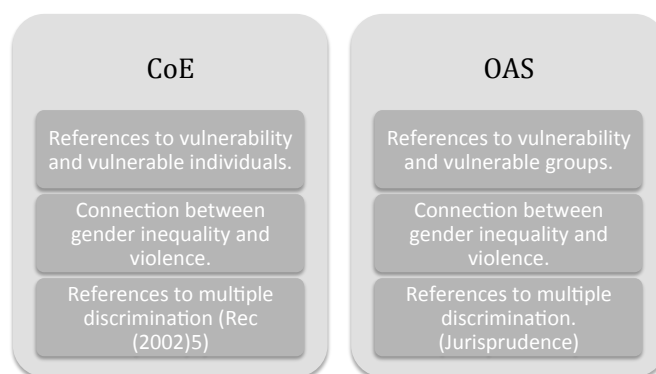 CoE
References to vulnerability
and vulnerable individuals.
Connection between
gender inequality and
violence.
References to multiple
discrimination (Rec
(2002)5)
OAS
References to vulnerability
and vulnerable groups.
Connection between
gender inequality and
violence.
References to multiple
discrimination.
(Jurisprudence)